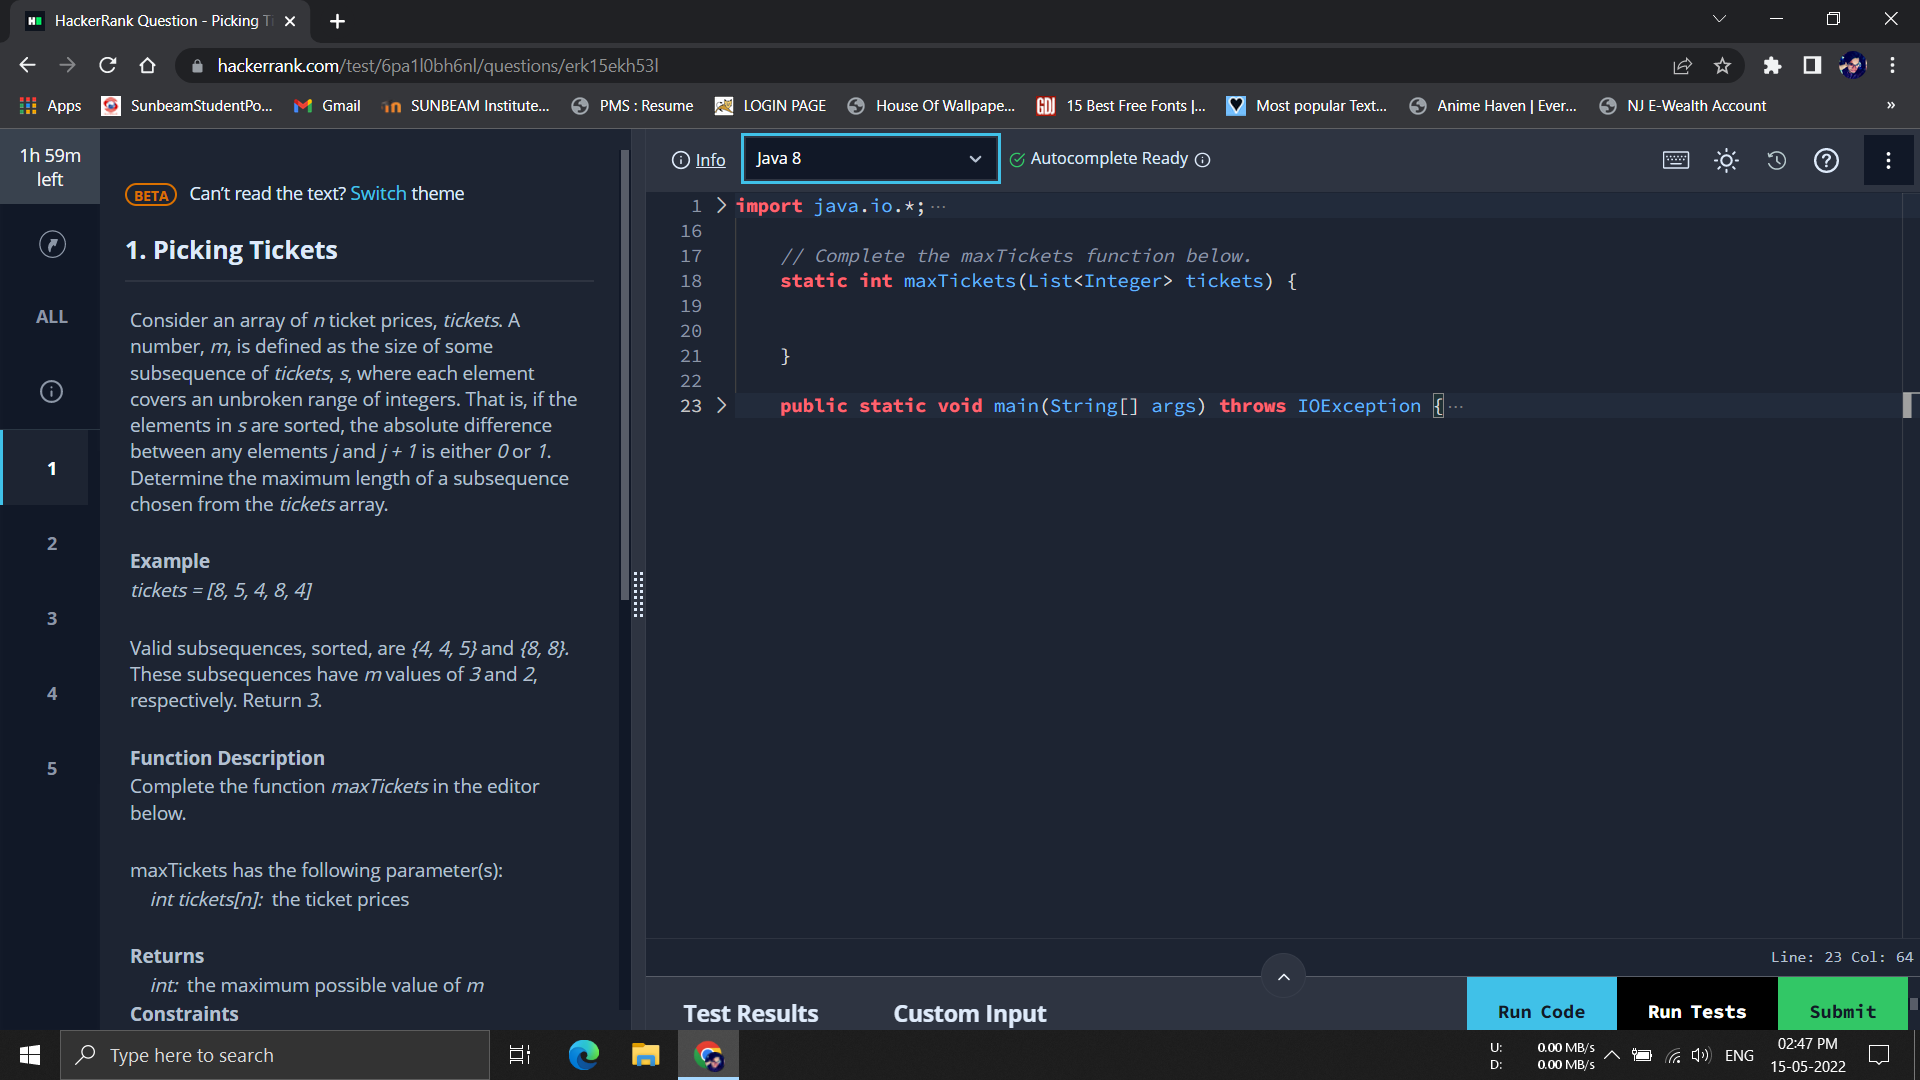 HackerRank Question - Picking Ti
hackerrank.com/test/6pa1l0bh6nl/questions/erk15ekh53l
Apps SunbeamStudentPo... Gmail SUNBEAM Institute... PMS : Resume LOGIN PAGE House Of Wallpape... GD! 15 Best Free Fonts |... Most popular Text... Anime Haven | Ever... NJ E-Wealth Account »
1h 59m
left
ALL
1
2
3
4
5
BETA Can't read the text? Switch theme
1. Picking Tickets
Consider an array of n ticket prices, tickets. A
number, m, is defined as the size of some
subsequence of tickets, s, where each element
covers an unbroken range of integers. That is, if the
elements in s are sorted, the absolute difference
between any elements j and j + 1 is either 0 or 1.
Determine the maximum length of a subsequence
chosen from the tickets array.
Example
tickets = [8, 5, 4, 8, 4]
Valid subsequences, sorted, are {4, 4, 5} and {8, 8}.
These subsequences have m values of 3 and 2,
respectively. Return 3.
Function Description
Complete the function maxTickets in the editor
below.
maxTickets has the following parameter(s):
int tickets[n]: the ticket prices
Returns
int: the maximum possible value of m
Constraints
Info Java 8 Autocomplete Ready
1 import java.io.*; ...
16
17 // Complete the maxTickets function below.
18 static int maxTickets(List<Integer> tickets) {
19
20
21 }
22
23 public static void main(String[] args) throws IOException { ...
Line: 23 Col: 64
Test Results Custom Input Run Code Run Tests Submit
Type here to search
U: 0.00 MB/s
D: 0.00 MB/s
ENG
02:47 PM
15-05-2022